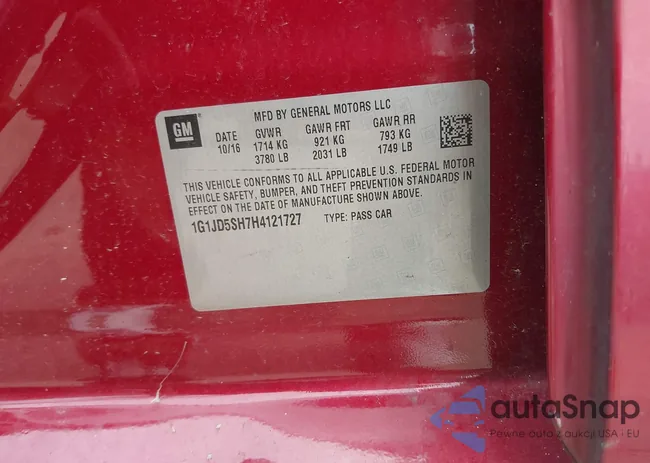 MFD BY GENERAL MOTORS LLC
GM
DATE GVWR GAWR FRT GAWR RR
10/16 1714 KG 921 KG 793 KG
3780 LB 2031 LB 1749 LB
THIS VEHICLE CONFORMS TO ALL APPLICABLE U.S. FEDERAL MOTOR
VEHICLE SAFETY, BUMPER, AND THEFT PREVENTION STANDARDS IN
EFFECT ON THE DATE OF MANUFACTURE SHOWN ABOVE.
1G1JD5SH7H4121727 TYPE: PASS CAR
autaSnap
Pewne auto z aukcji USA - EU